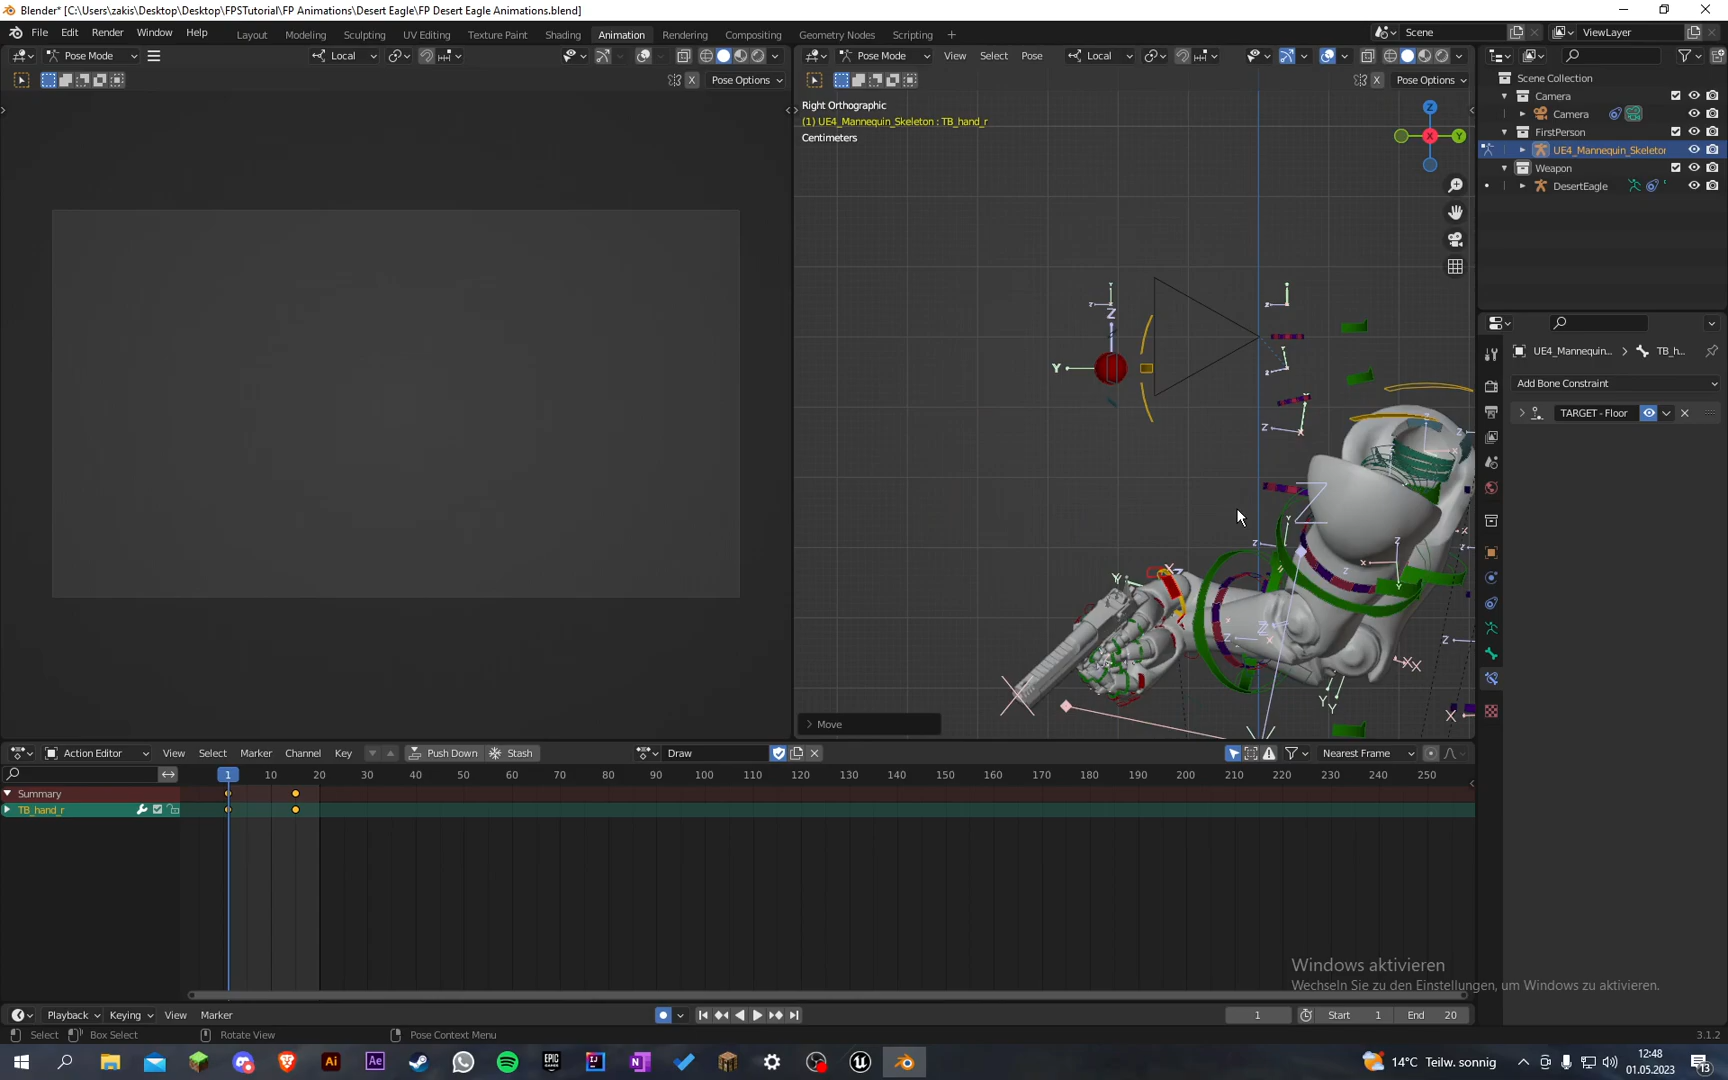 Blender* [C:\Users\zakis\Desktop\Desktop\FPSTutorial\FP Animations\Desert Eagle\FP Desert Eagle Animations.blend]
File Edit Render Window Help Layout Modeling Sculpting UV Editing Texture Paint Shading Animation Rendering Compositing Geometry Nodes Scripting + Scene ViewLayer
Pose Mode Local Pose Mode View Select Pose Local
X Pose Options X Pose Options
Scene Collection
Camera
Camera
FirstPerson
UE4_Mannequin_Skeletor
Weapon
DesertEagle
Right Orthographic
(1) UE4_Mannequin_Skeleton : TB_hand_r
Centimeters
UE4_Mannequin... TB_h...
Add Bone Constraint
TARGET - Floor
Move
Action Editor View Select Marker Channel Key Push Down Stash Draw Nearest Frame
1 10 20 30 40 50 60 70 80 90 100 110 120 130 140 150 160 170 180 190 200 210 220 230 240 250
Summary
TB_hand_r
Windows aktivieren
Wechseln Sie zu den Einstellungen, um Windows zu aktivieren.
Playback Keying View Marker 1 Start 1 End 20
Select Box Select Rotate View Pose Context Menu 3.1.2
14°C Teilw. sonnig 12:48
01.05.2023